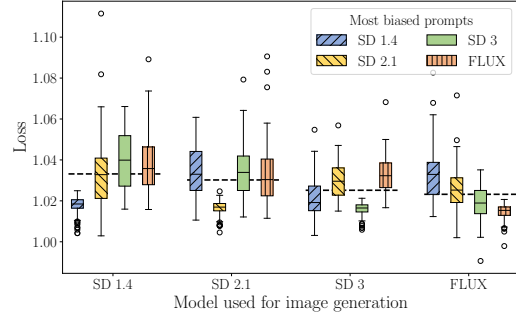 Most biased prompts
SD 1.4 SD 3
SD 2.1 FLUX
Loss
1.10
1.08
1.06
1.04
1.02
1.00
SD 1.4 SD 2.1 SD 3 FLUX
Model used for image generation